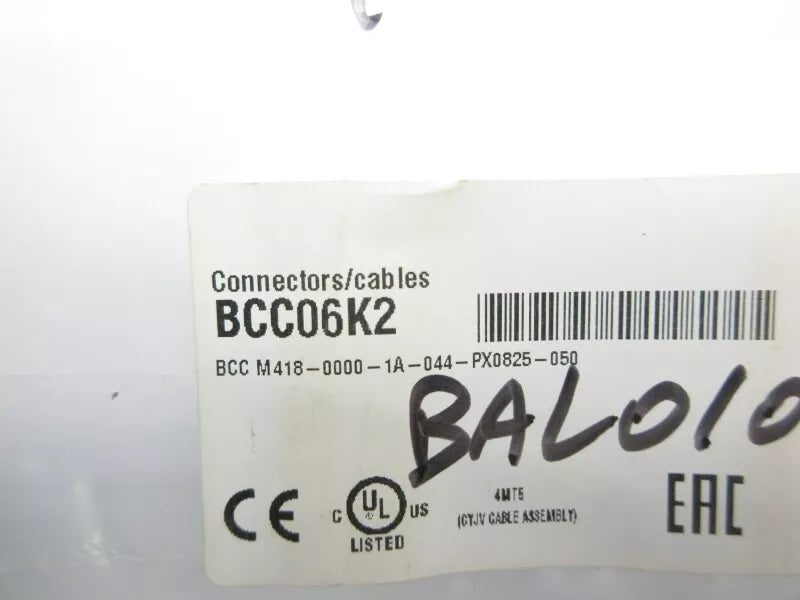 Connectors/cables
BCC06K2
BCC M418-0000-1A-044-PX0825-050
BAL010
CE
C UL US
LISTED
4MT5
(CYJV CABLE ASSEMBLY)
EAC